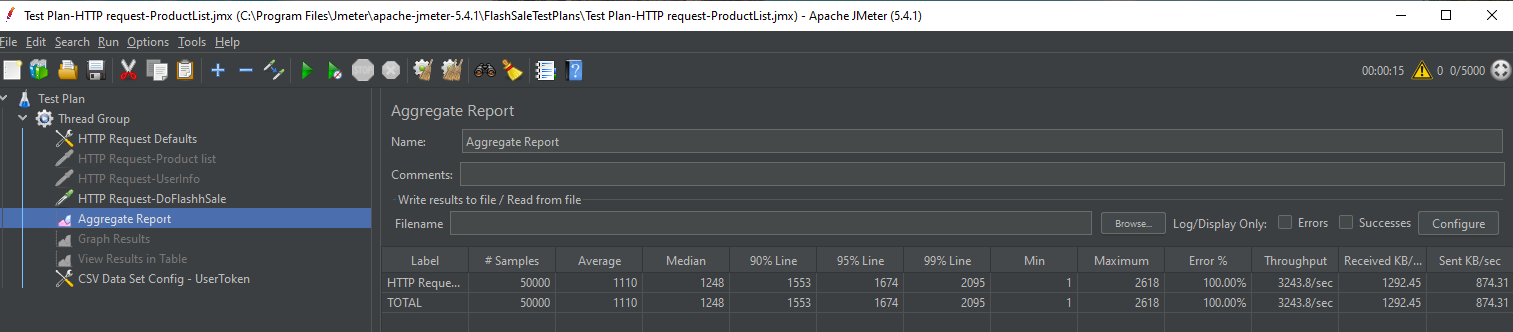 Test Plan-HTTP request-ProductList.jmx (C:\Program Files\Jmeter\apache-jmeter-5.4.1\FlashSaleTestPlans\Test Plan-HTTP request-ProductList.jmx) - Apache JMeter (5.4.1)
File Edit Search Run Options Tools Help
STOP 00:00:15 0 0/5000
Test Plan
Thread Group
HTTP Request Defaults
HTTP Request-Product list
HTTP Request-UserInfo
HTTP Request-DoFlashhSale
Aggregate Report
Graph Results
View Results in Table
CSV Data Set Config - UserToken
Aggregate Report
Name: Aggregate Report
Comments:
Write results to file / Read from file
Filename Browse... Log/Display Only: Errors Successes Configure
Label # Samples Average Median 90% Line 95% Line 99% Line Min Maximum Error % Throughput Received KB/... Sent KB/sec
HTTP Reque... 50000 1110 1248 1553 1674 2095 1 2618 100.00% 3243.8/sec 1292.45 874.31
TOTAL 50000 1110 1248 1553 1674 2095 1 2618 100.00% 3243.8/sec 1292.45 874.31